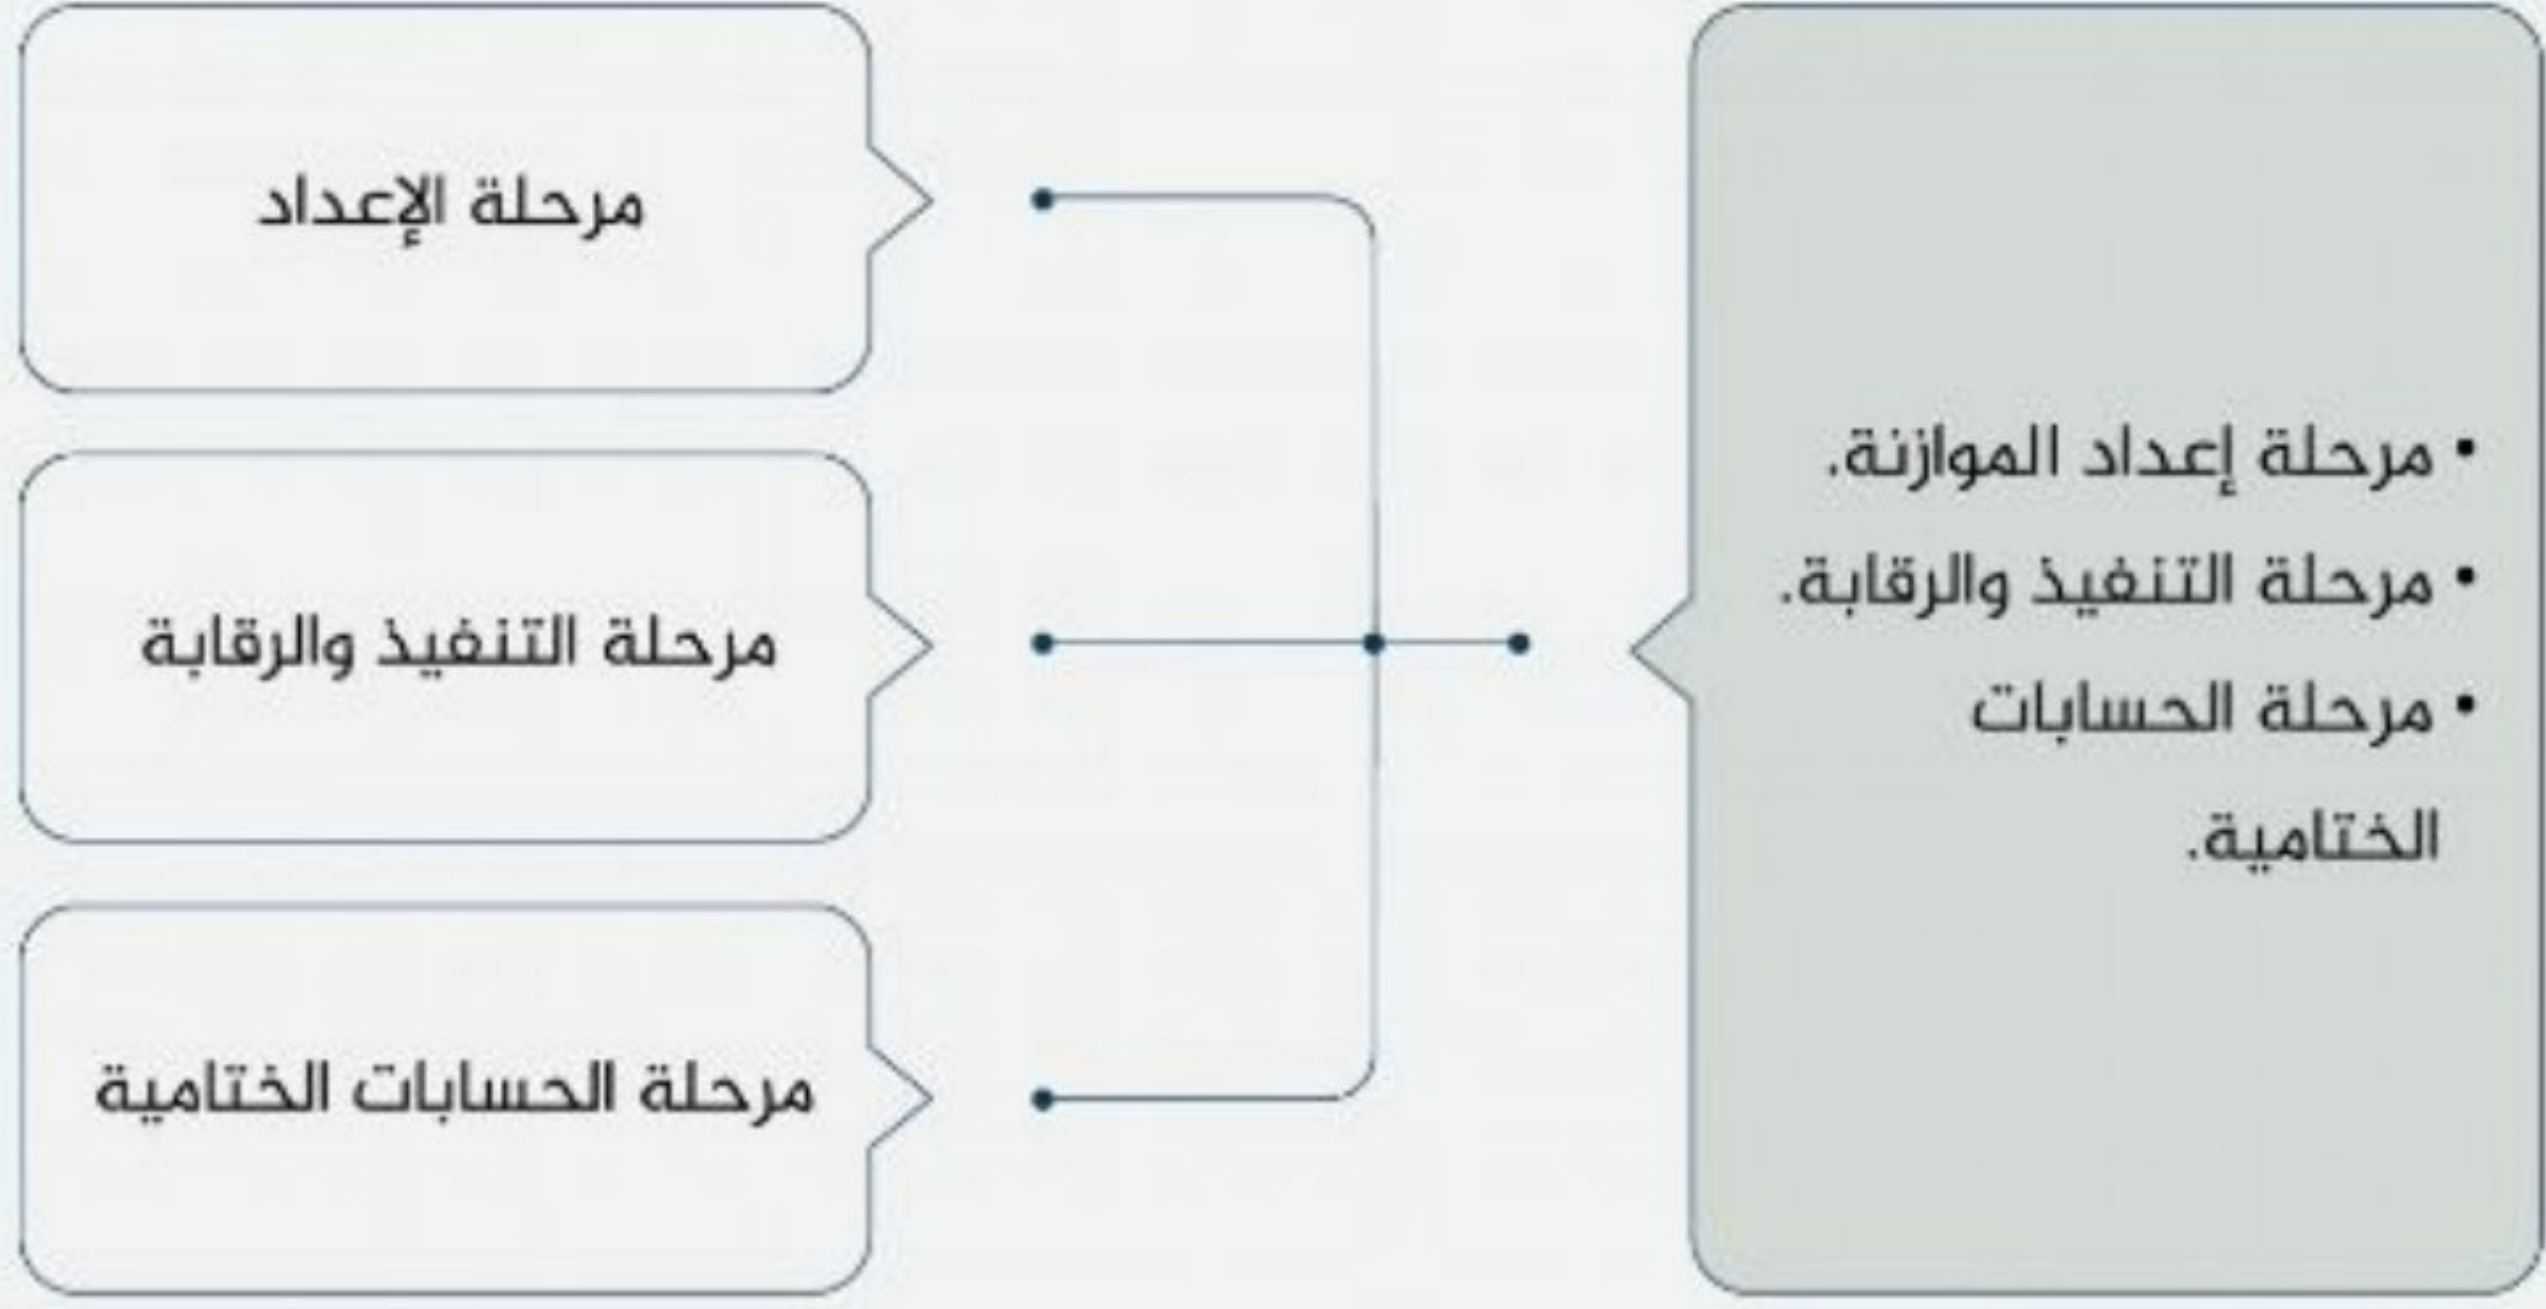 • مرحلة إعداد الموازنة.
• مرحلة التنفيذ والرقابة.
• مرحلة الحسابات
الختامية.
مرحلة الإعداد
مرحلة التنفيذ والرقابة
مرحلة الحسابات الختامية